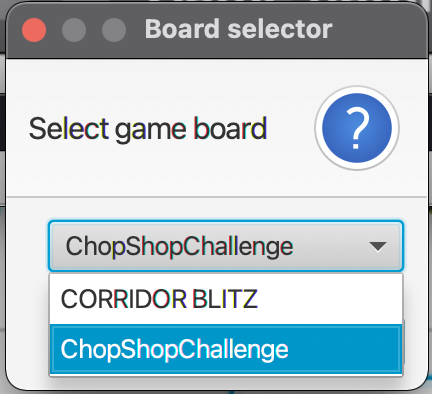 Board selector
Select game board
?
ChopShopChallenge
CORRIDOR BLITZ
ChopShopChallenge